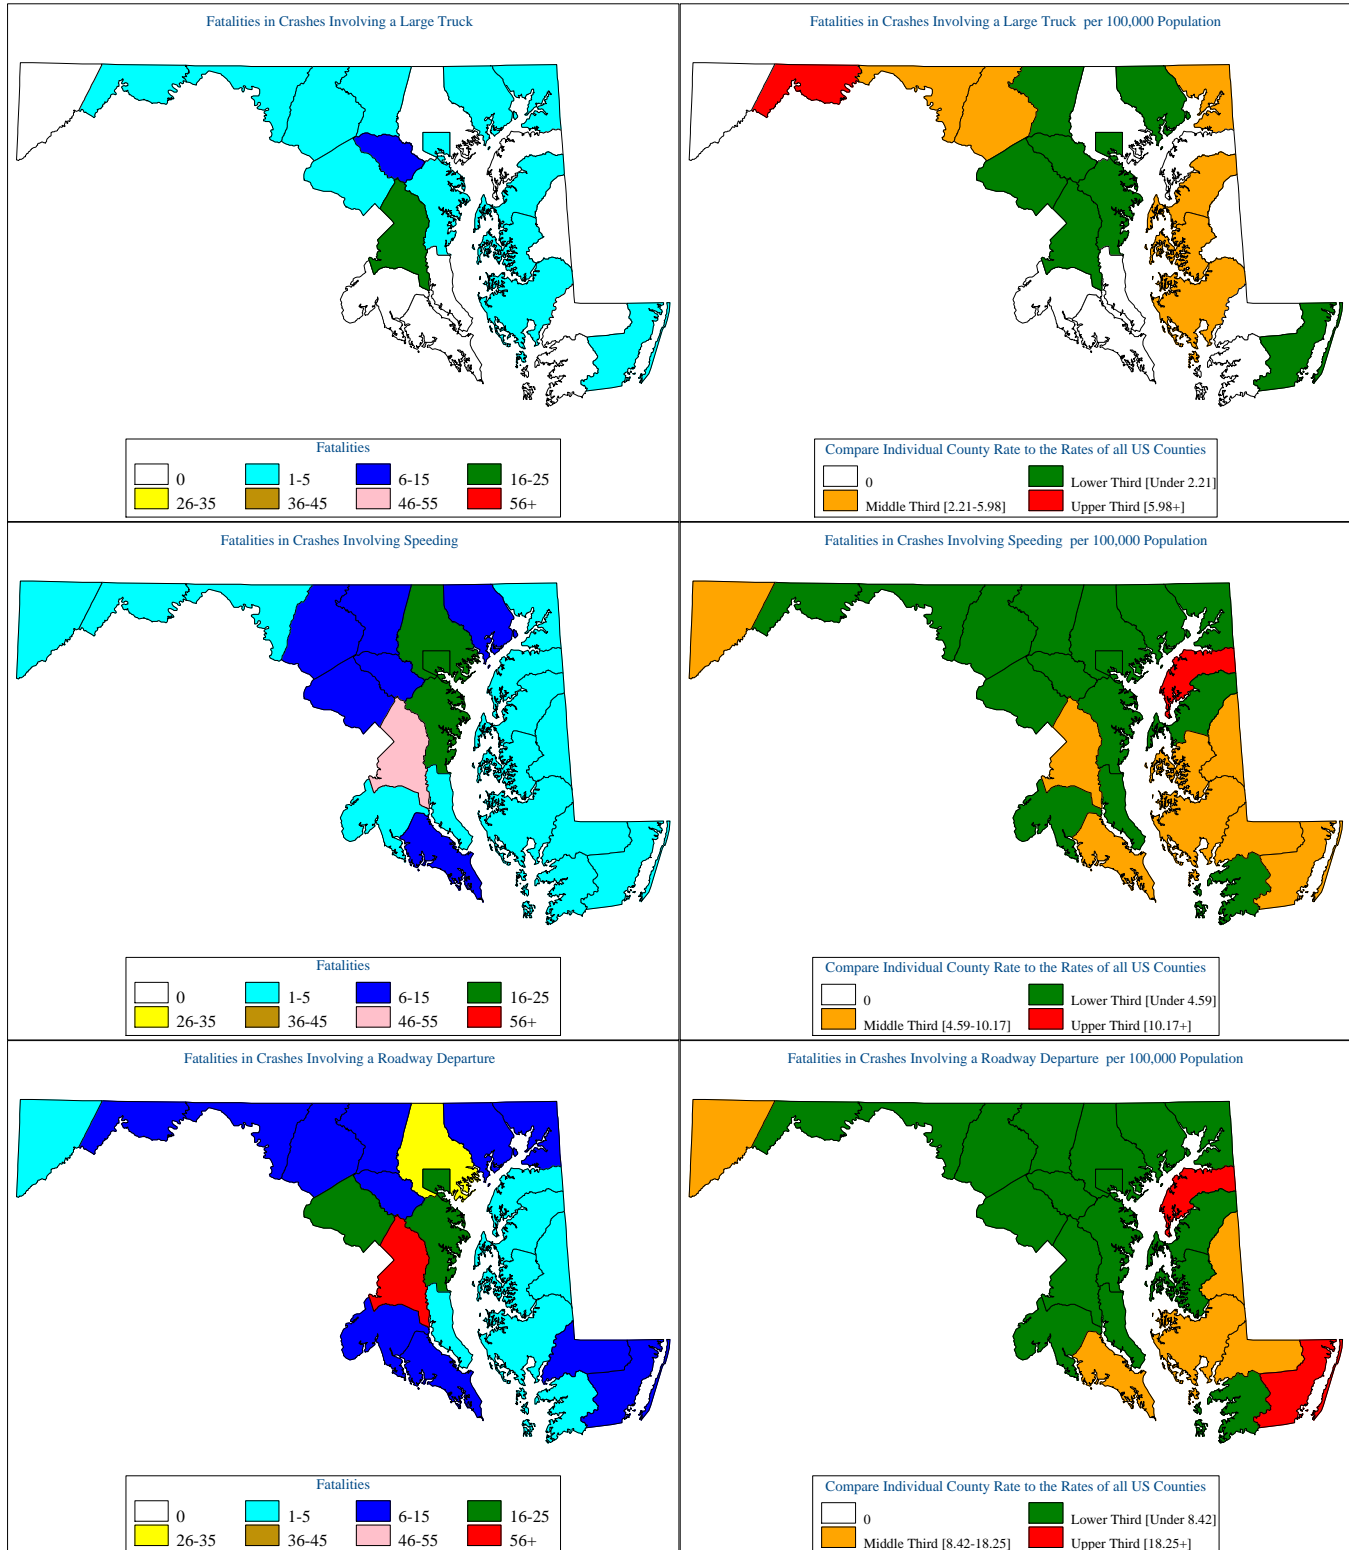 Fatalities in Crashes Involving a Large Truck
Fatalities
0 1-5 6-15 16-25
26-35 36-45 46-55 56+
Fatalities in Crashes Involving a Large Truck per 100,000 Population
Compare Individual County Rate to the Rates of all US Counties
0 Lower Third [Under 2.21]
Middle Third [2.21-5.98] Upper Third [5.98+]
Fatalities in Crashes Involving Speeding
Fatalities
0 1-5 6-15 16-25
26-35 36-45 46-55 56+
Fatalities in Crashes Involving Speeding per 100,000 Population
Compare Individual County Rate to the Rates of all US Counties
0 Lower Third [Under 4.59]
Middle Third [4.59-10.17] Upper Third [10.17+]
Fatalities in Crashes Involving a Roadway Departure
Fatalities
0 1-5 6-15 16-25
26-35 36-45 46-55 56+
Fatalities in Crashes Involving a Roadway Departure per 100,000 Population
Compare Individual County Rate to the Rates of all US Counties
0 Lower Third [Under 8.42]
Middle Third [8.42-18.25] Upper Third [18.25+]